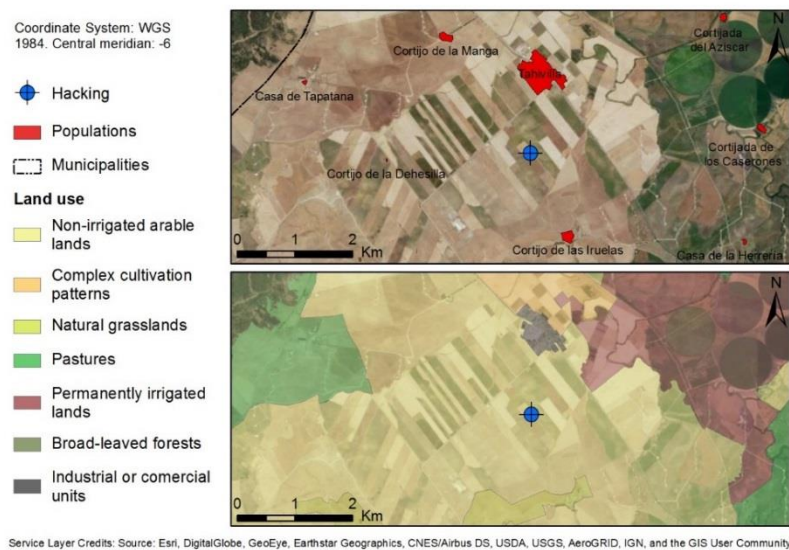 Coordinate System: WGS
1984. Central meridian: -6
Hacking
Populations
Municipalities
Land use
Non-irrigated arable
lands
Complex cultivation
patterns
Natural grasslands
Pastures
Permanently irrigated
lands
Broad-leaved forests
Industrial or comercial
units
Cortijo de la Manga
Cortijada
del Aziscar
N
Tahivilla
Casa de Tapatana
Cortijada de
los Caserones
Cortijo de la Dehesilla
Cortijo de las Iruelas
Casa de la Herrería
0 1 2
Km
N
0 1 2
Km
Service Layer Credits: Source: Esri, DigitalGlobe, GeoEye, Earthstar Geographics, CNES/Airbus DS, USDA, USGS, AeroGRID, IGN, and the GIS User Community